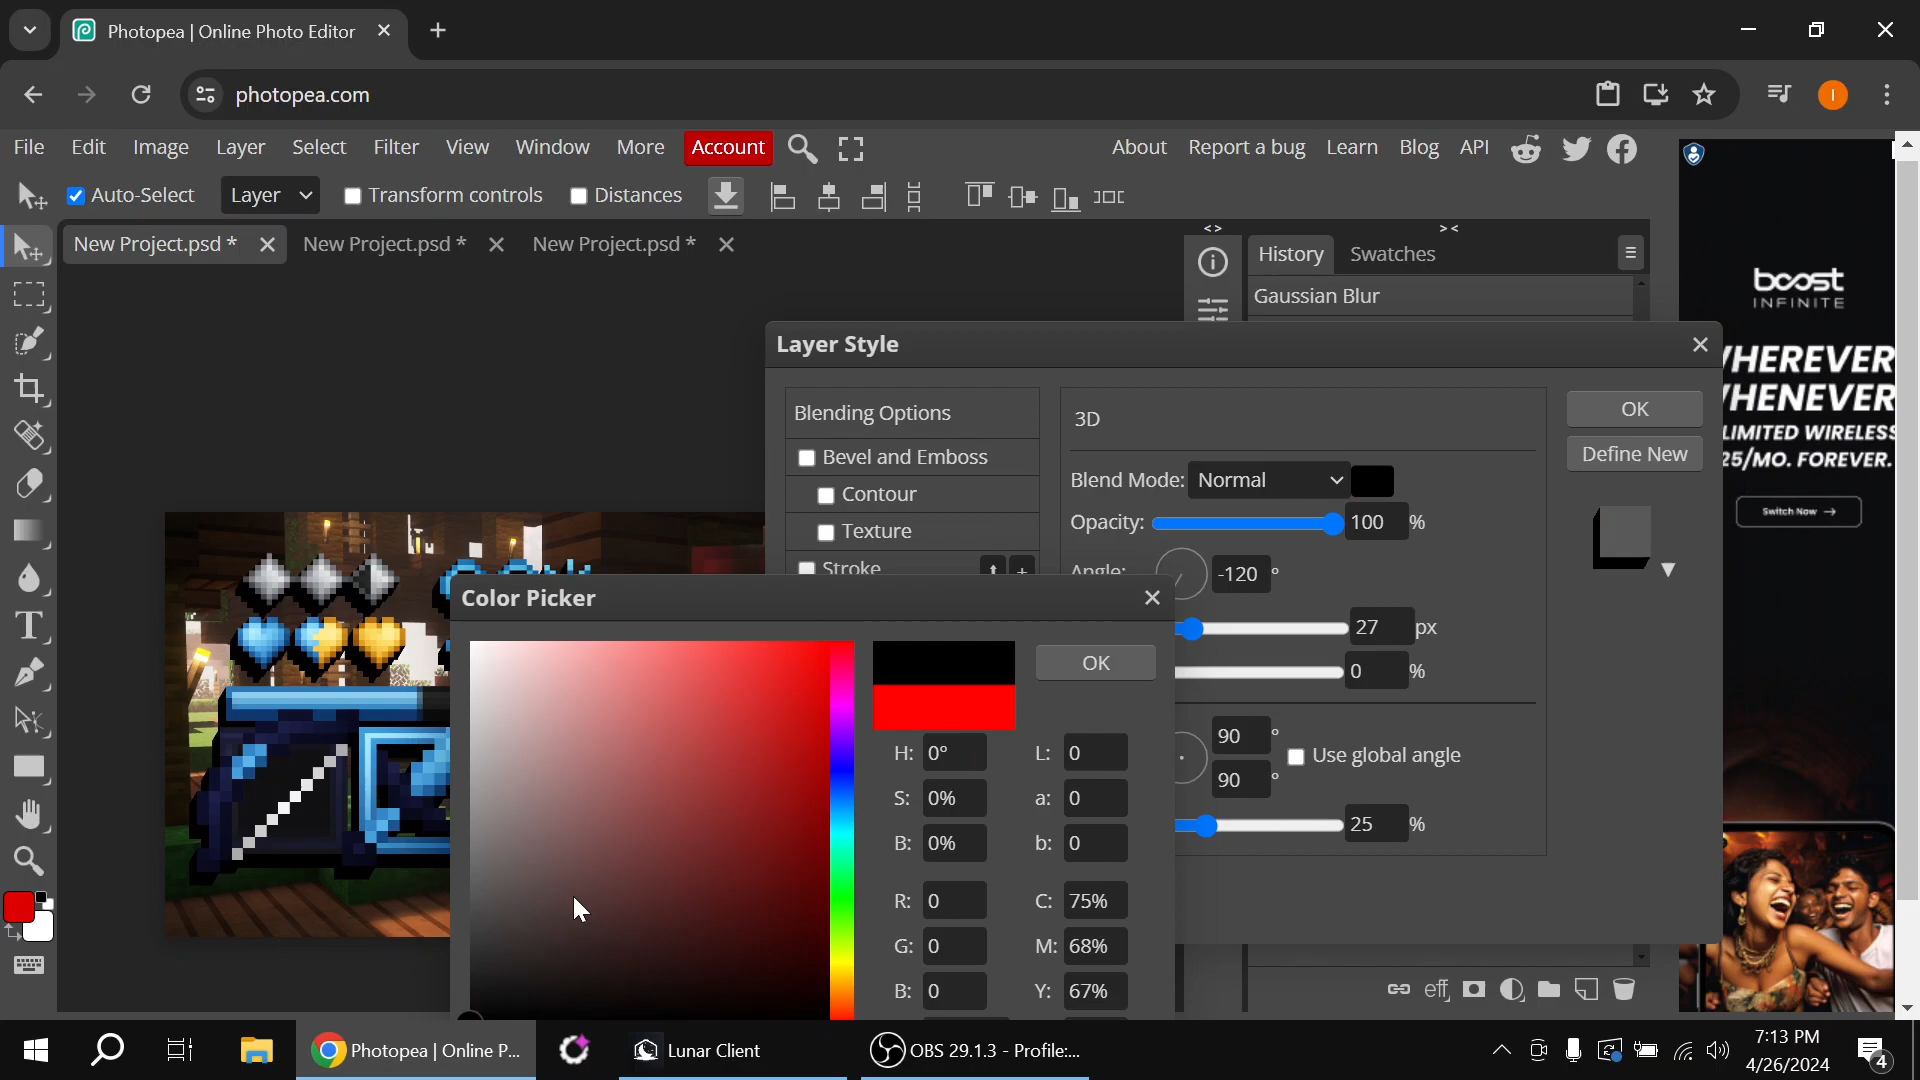 Photopea | Online Photo Editor
photopea.com
File Edit Image Layer Select Filter View Window More Account About Report a bug Learn Blog API
Auto-Select Layer Transform controls Distances
New Project.psd * New Project.psd * New Project.psd *
History Swatches
Gaussian Blur
boost
INFINITE
WHEREVER
WHENEVER
LIMITED WIRELESS
25/MO. FOREVER.
Switch Now →
Layer Style
Blending Options
Bevel and Emboss
Contour
Texture
Stroke
3D
Blend Mode: Normal
Opacity: 100 %
Angle: -120 °
27 px
0 %
90 °
90 °
Use global angle
25 %
OK
Define New
Color Picker
OK
H: 0° L: 0
S: 0% a: 0
B: 0% b: 0
R: 0 C: 75%
G: 0 M: 68%
B: 0 Y: 67%
eff
Photopea | Online P...
Lunar Client
OBS 29.1.3 - Profile:...
7:13 PM
4/26/2024
4